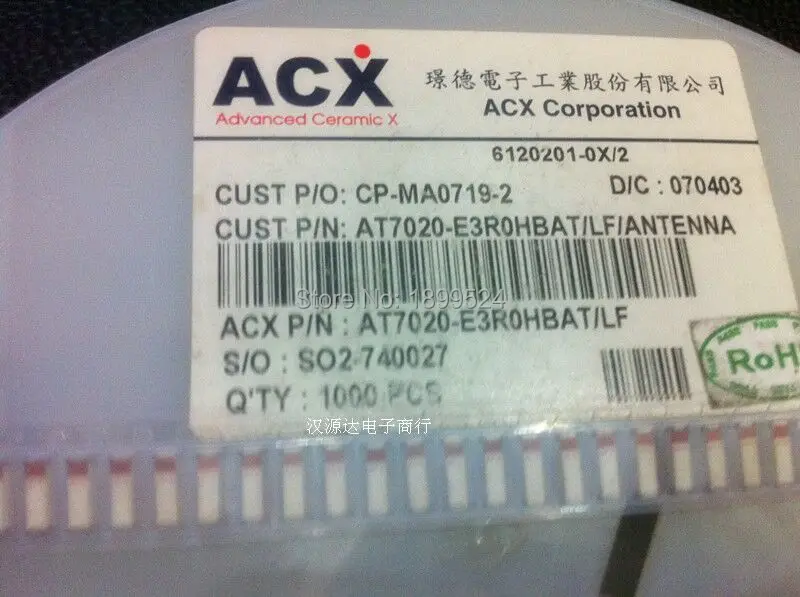 ACX
Advanced Ceramic X
璟德電子工業股份有限公司
ACX Corporation
6120201-0X/2
CUST P/O: CP-MA0719-2
D/C : 070403
CUST P/N: AT7020-E3R0HBAT/LF/ANTENNA
Store No: 1899524
ACX P/N : AT7020-E3R0HBAT/LF
S/O : SO2-740027
RoH
Q'TY : 1000 PCS
汉源达电子商行